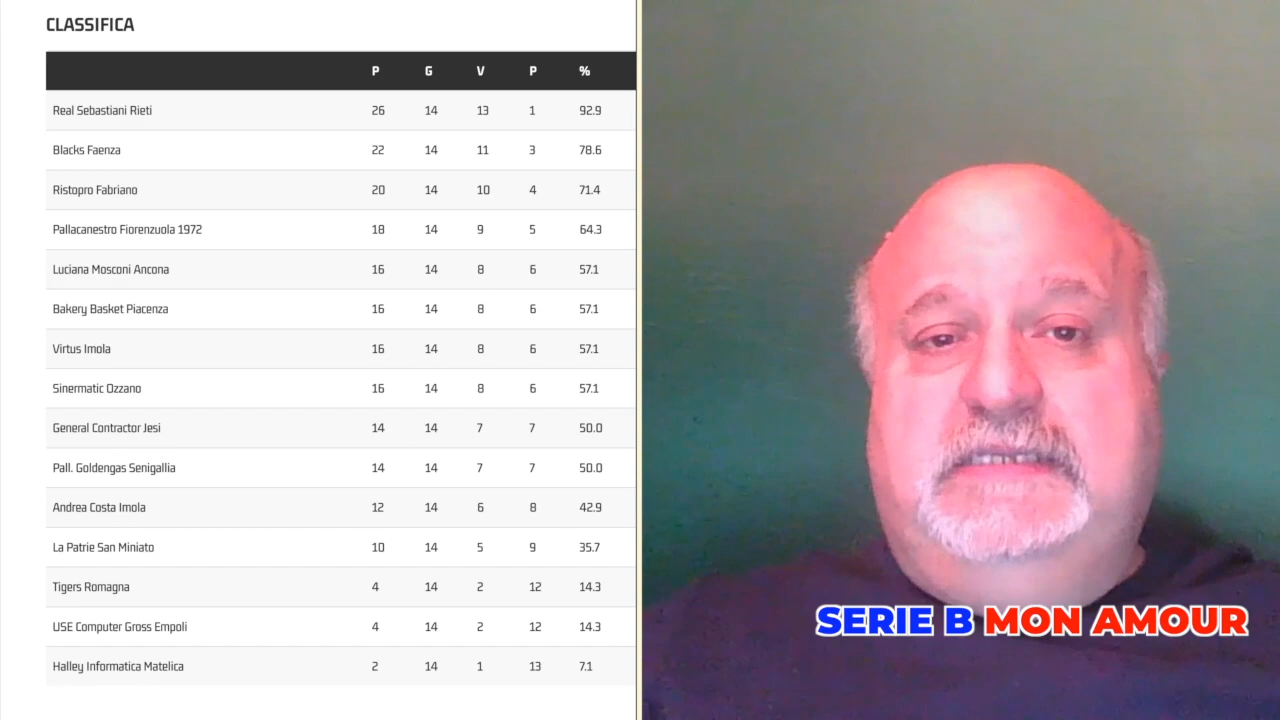 CLASSIFICA
P G V P %
Real Sebastiani Rieti 26 14 13 1 92.9
Blacks Faenza 22 14 11 3 78.6
Ristopro Fabriano 20 14 10 4 71.4
Pallacanestro Fiorenzuola 1972 18 14 9 5 64.3
Luciana Mosconi Ancona 16 14 8 6 57.1
Bakery Basket Piacenza 16 14 8 6 57.1
Virtus Imola 16 14 8 6 57.1
Sinermatic Ozzano 16 14 8 6 57.1
General Contractor Jesi 14 14 7 7 50.0
Pall. Goldengas Senigallia 14 14 7 7 50.0
Andrea Costa Imola 12 14 6 8 42.9
La Patrie San Miniato 10 14 5 9 35.7
Tigers Romagna 4 14 2 12 14.3
USE Computer Gross Empoli 4 14 2 12 14.3
Halley Informatica Matelica 2 14 1 13 7.1
SERIE B MON AMOUR